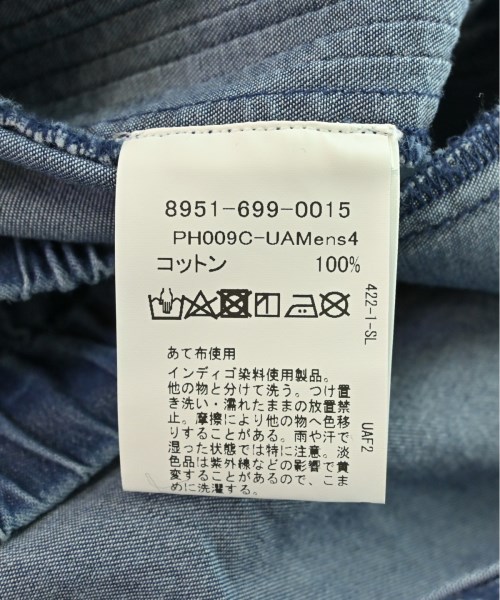 8951-699-0015
PH009C-UAMens4
コットン 100%
あて布使用
インディゴ染料使用製品。
他の物と分けて洗う。つけ置
き洗い・濡れたままの放置禁
止。摩擦により他の物へ色移
りすることがある。雨や汗で
湿った状態では特に注意。淡
色品は紫外線などの影響で黄
変することがあるので、こま
めに洗濯する。
422-1-SL
UAF2